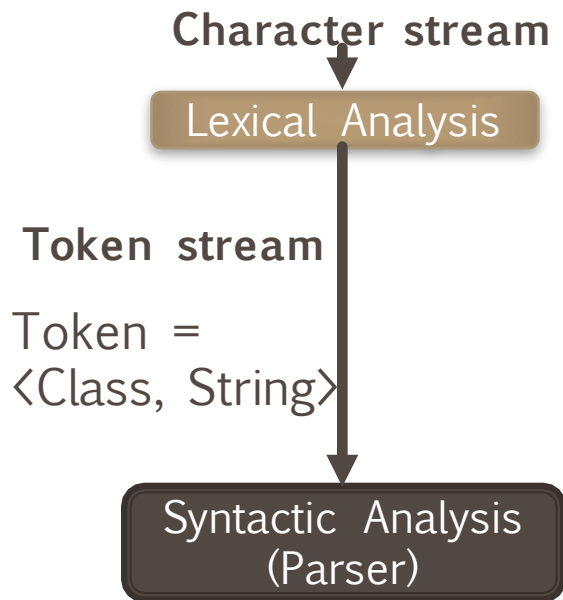 Character stream
Lexical Analysis
Token stream
Token =
<Class, String>
Syntactic Analysis
(Parser)